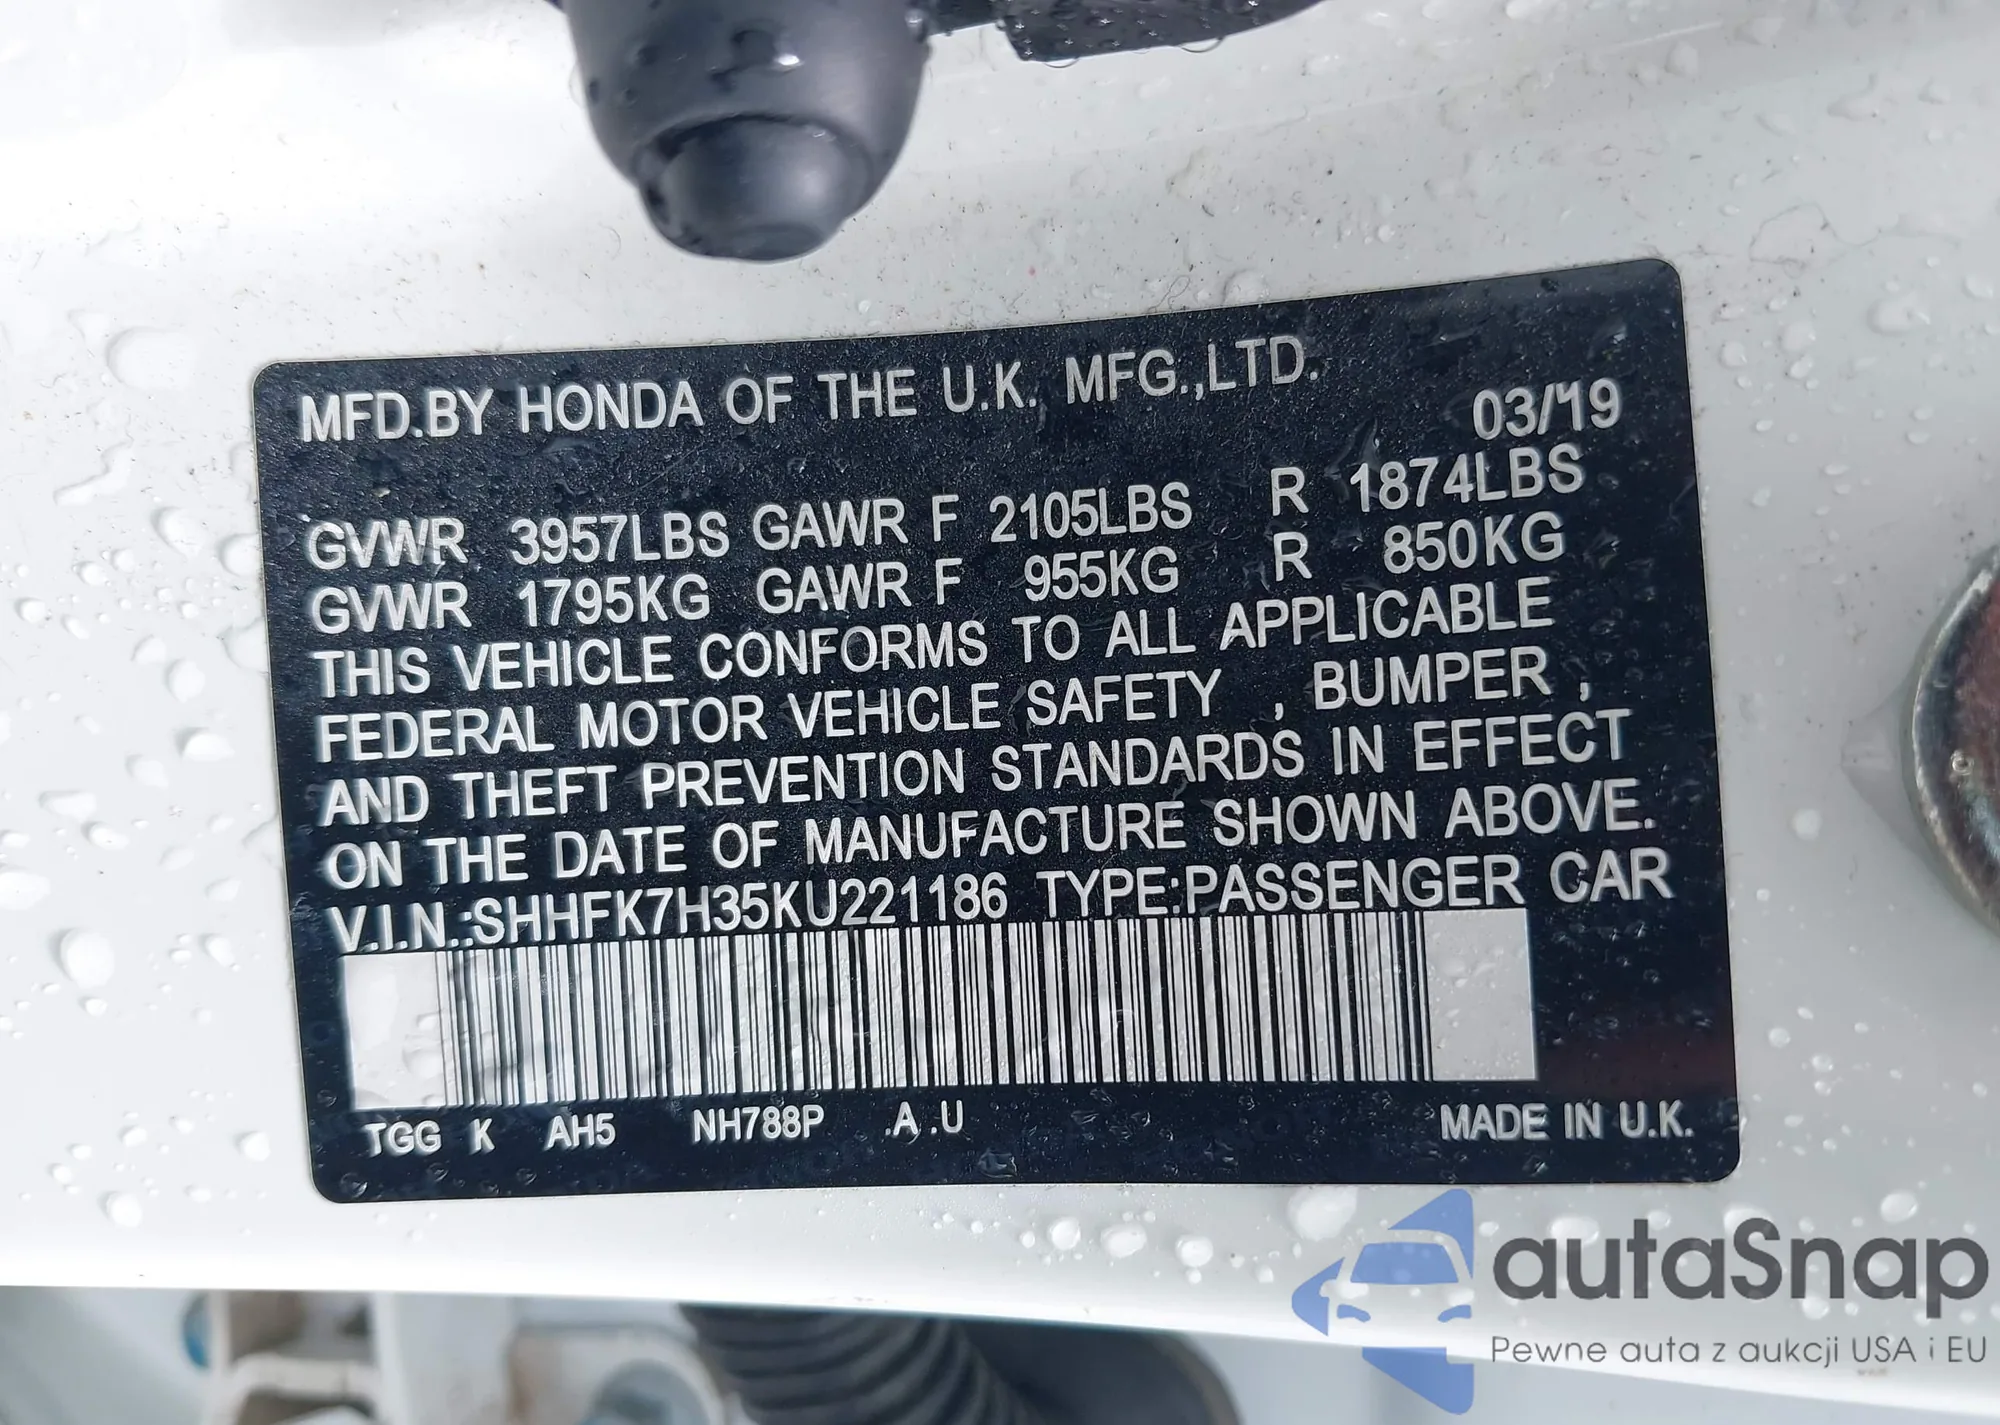 MFD.BY HONDA OF THE U.K. MFG.,LTD.
03/'19
GVWR 3957LBS GAWR F 2105LBS R 1874LBS
GVWR 1795KG GAWR F 955KG R 850KG
THIS VEHICLE CONFORMS TO ALL APPLICABLE
FEDERAL MOTOR VEHICLE SAFETY , BUMPER ,
AND THEFT PREVENTION STANDARDS IN EFFECT
ON THE DATE OF MANUFACTURE SHOWN ABOVE.
V.I.N.:SHHFK7H35KU221186 TYPE:PASSENGER CAR
TGG K AH5 NH788P .A .U MADE IN U.K.
autaSnap
Pewne auta z aukcji USA i EU